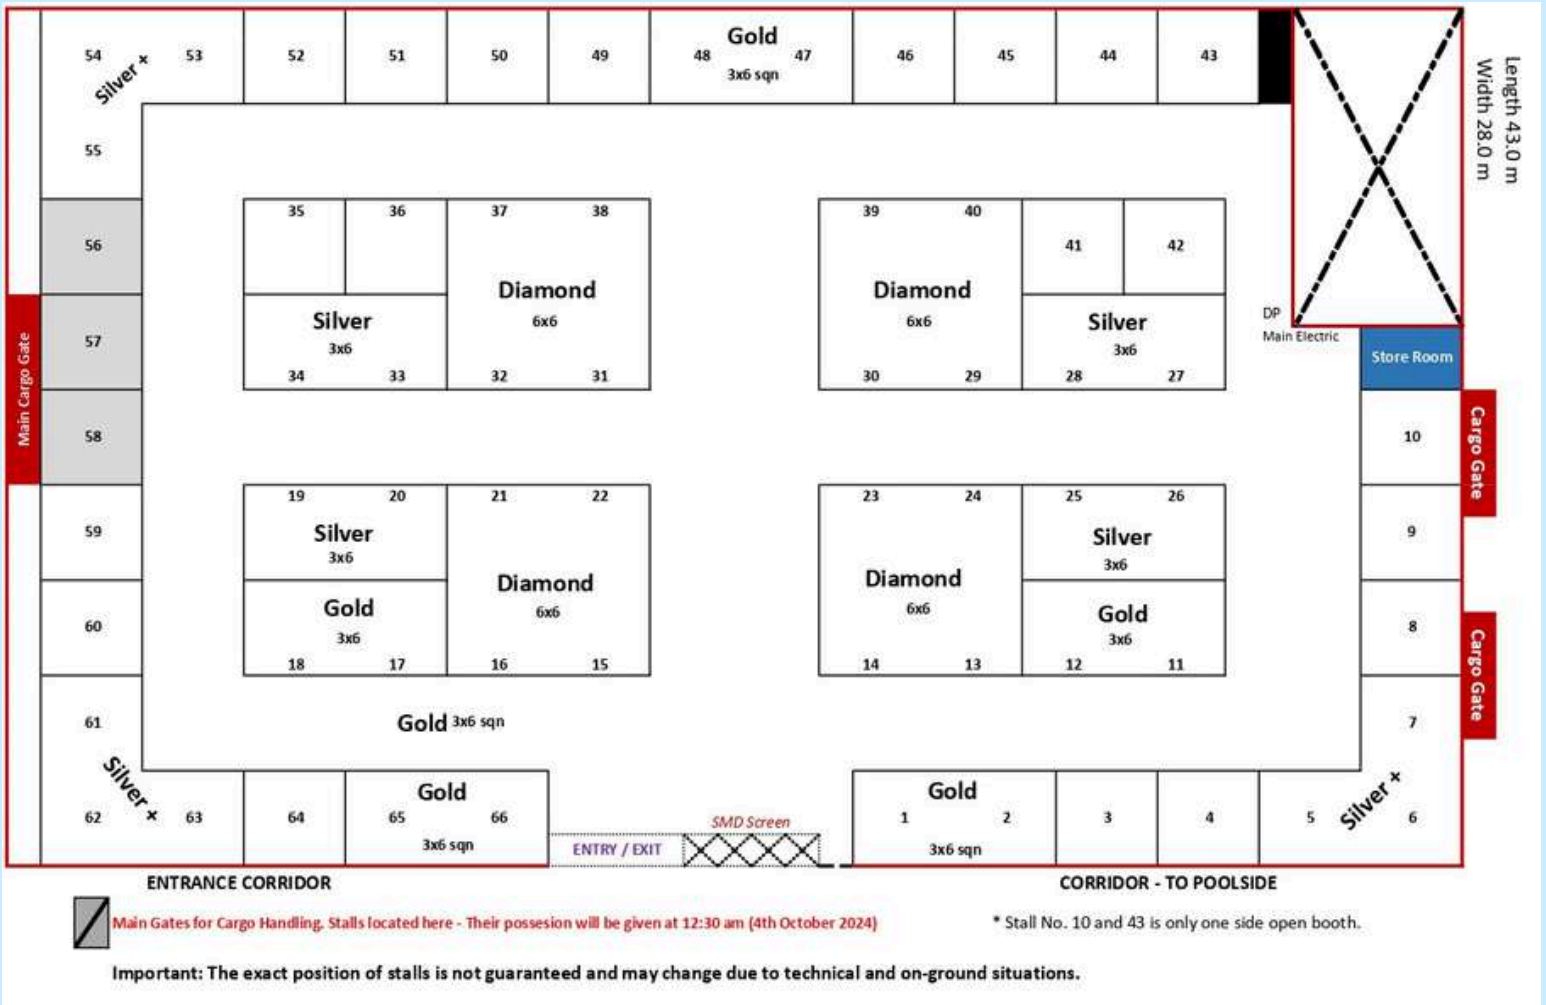 54 53 52 51 50 49 48 Gold 47 46 45 44 43
3x6 sqn
Silver +
Length 43.0 m
Width 28.0 m
55
35 36 37 38 39 40
56
41 42
Diamond
6x6
Diamond
6x6
Silver
3x6
Silver
3x6
DP
Main Electric
Main Cargo Gate
57
Store Room
34 33 32 31 30 29 28 27
58
10
Cargo Gate
19 20 21 22 23 24 25 26
59
9
Silver
3x6
Silver
3x6
Diamond
6x6
Diamond
6x6
Gold
3x6
Gold
3x6
60
8
Cargo Gate
18 17 16 15 14 13 12 11
61
Gold 3x6 sqn
7
Silver +
Silver +
Gold
Gold
62 63 64 65 66
1 2 3 4 5 6
3x6 sqn
3x6 sqn
SMD Screen
ENTRY / EXIT
ENTRANCE CORRIDOR
CORRIDOR - TO POOLSIDE
Main Gates for Cargo Handling. Stalls located here - Their possesion will be given at 12:30 am (4th October 2024)
* Stall No. 10 and 43 is only one side open booth.
Important: The exact position of stalls is not guaranteed and may change due to technical and on-ground situations.